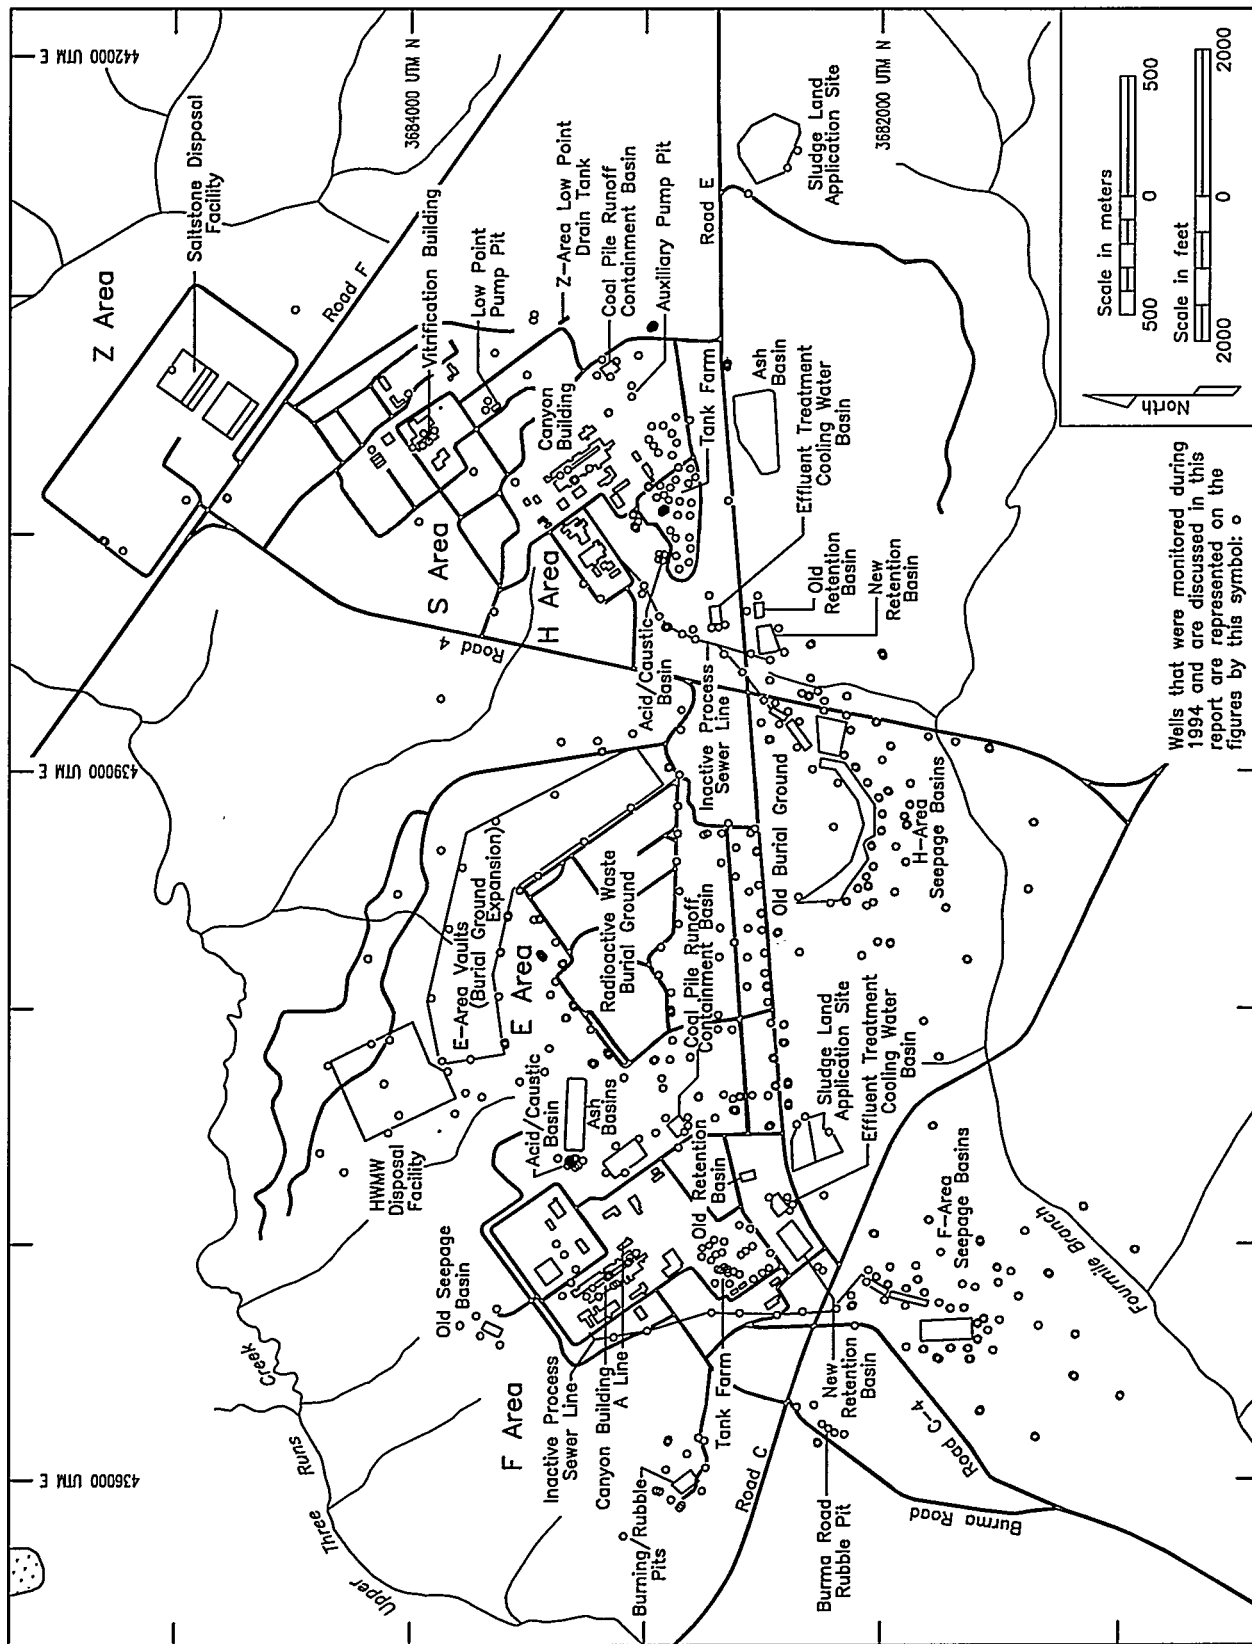 442000 UTM E
439000 UTM E
436000 UTM E
3684000 UTM N
3682000 UTM N
Z Area
Saltstone Disposal
Facility
Road F
Vitrification Building
Low Point
Pump Pit
Z-Area Low Point
Drain Tank
Coal Pile Runoff
Containment Basin
Auxiliary Pump Pit
Road E
Sludge Land
Application Site
Canyon
Building
Tank Farm
Ash
Basin
Effluent Treatment
Cooling Water
Basin
S Area
H Area
Road 4
Acid/Caustic
Basin
Old
Retention
Basin
New
Retention
Basin
Inactive Process
Sewer Line
Old Burial Ground
H-Area
Seepage Basins
E-Area Vaults
(Burial Ground
Expansion)
E Area
Radioactive Waste
Burial Ground
Coal Pile Runoff
Containment Basin
Sludge Land
Application Site
Effluent Treatment
Cooling Water
Basin
HWMW
Disposal
Facility
Acid/Caustic
Basin
Ash
Basins
Old Retention
Basin
Old Seepage
Basin
F-Area
Seepage Basins
Fourmile Branch
F Area
Inactive Process
Sewer Line
Canyon Building
A Line
Tank Farm
New
Retention
Basin
Burning/Rubble
Pits
Road C
Road C-4
Burma Road
Rubble Pit
Burma Road
Upper Three Runs Creek
Scale in meters
500 0 500
Scale in feet
2000 0 2000
North
Wells that were monitored during
1994 and are discussed in this
report are represented on the
figures by this symbol: o